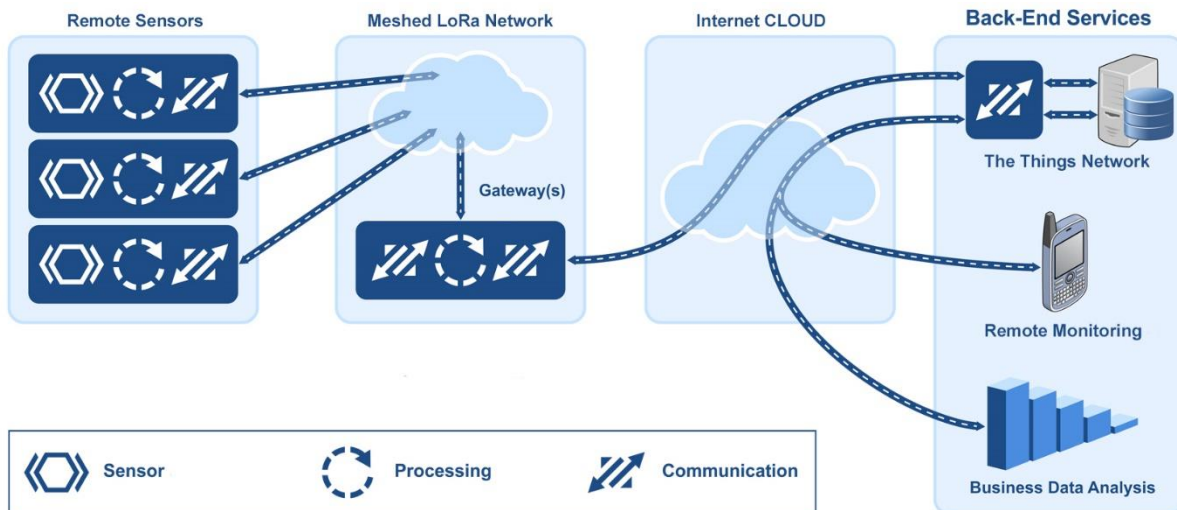 Remote Sensors
Meshed LoRa Network
Internet CLOUD
Back-End Services
Gateway(s)
The Things Network
Remote Monitoring
Business Data Analysis
Sensor
Processing
Communication